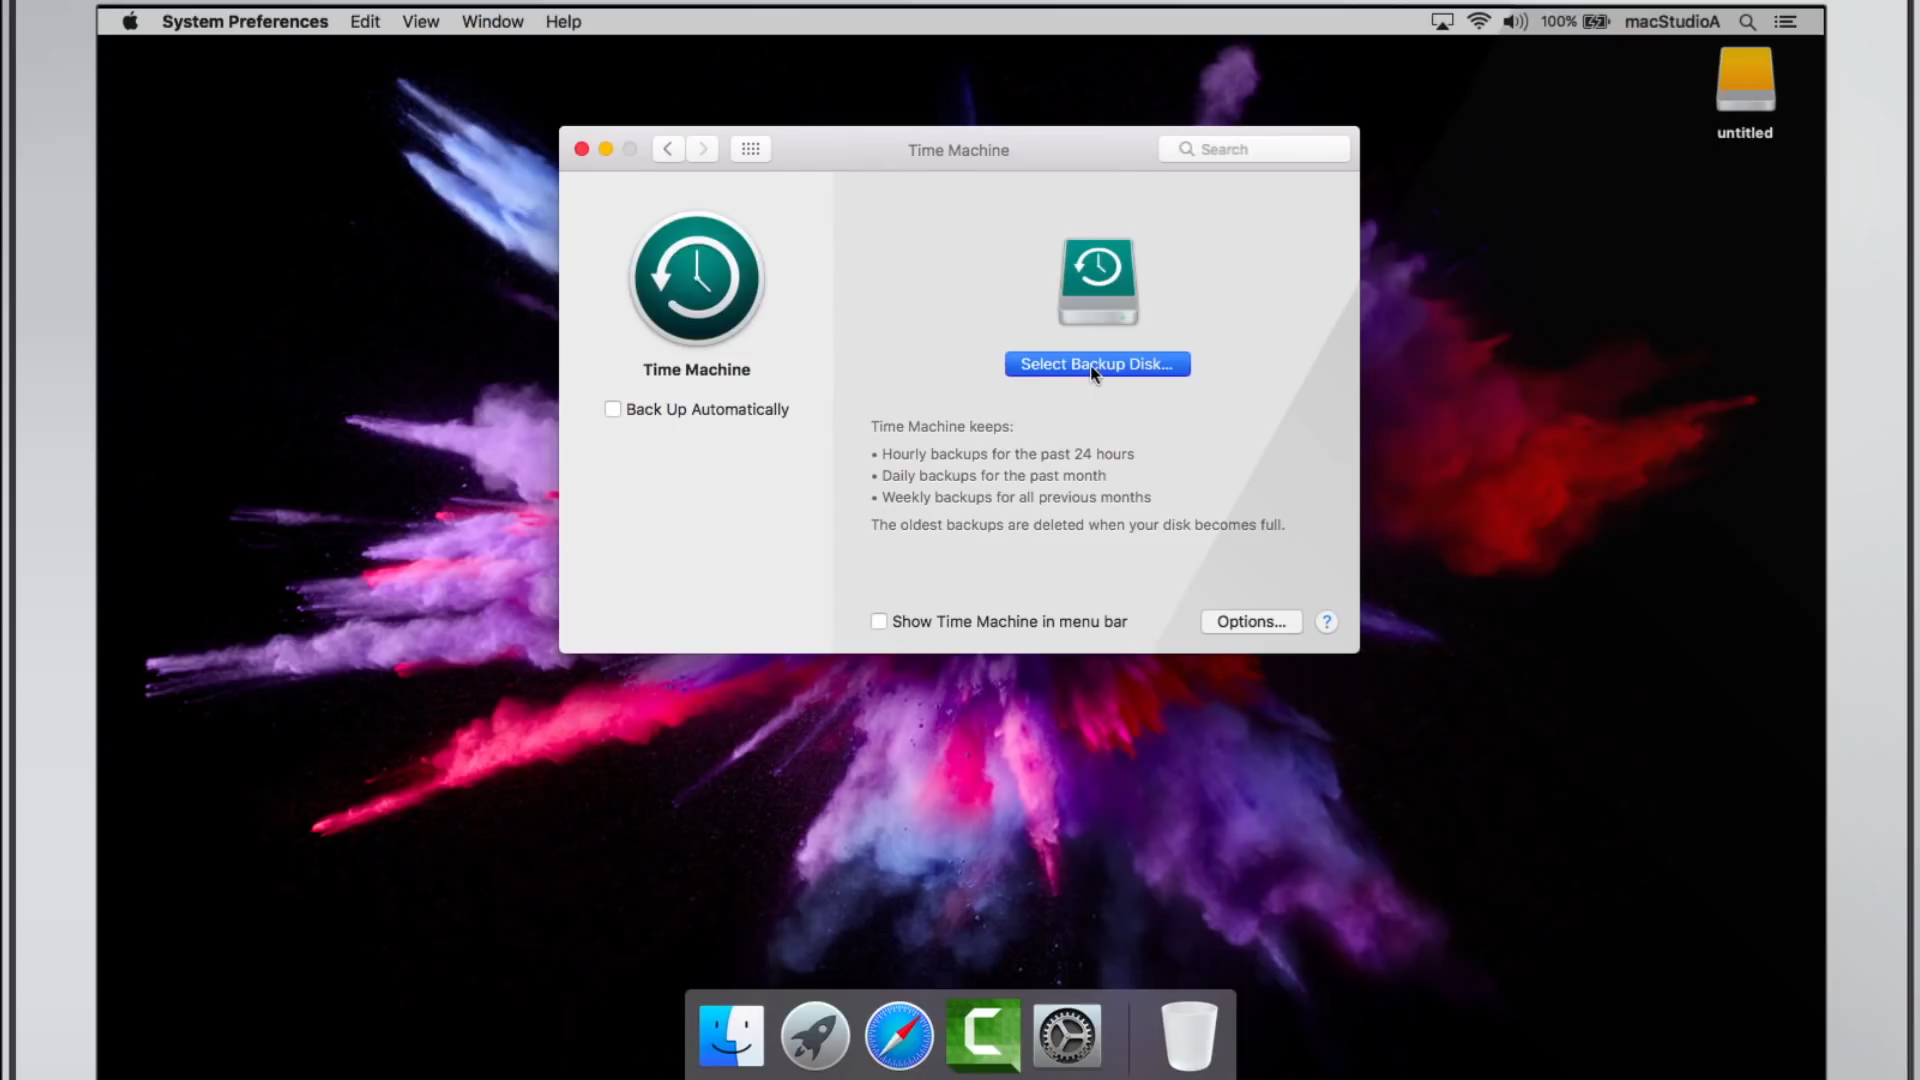 System Preferences Edit View Window Help 100% macStudioA
untitled
Time Machine
Search
Time Machine
Back Up Automatically
Select Backup Disk...
Time Machine keeps:
• Hourly backups for the past 24 hours
• Daily backups for the past month
• Weekly backups for all previous months
The oldest backups are deleted when your disk becomes full.
Show Time Machine in menu bar
Options...
?